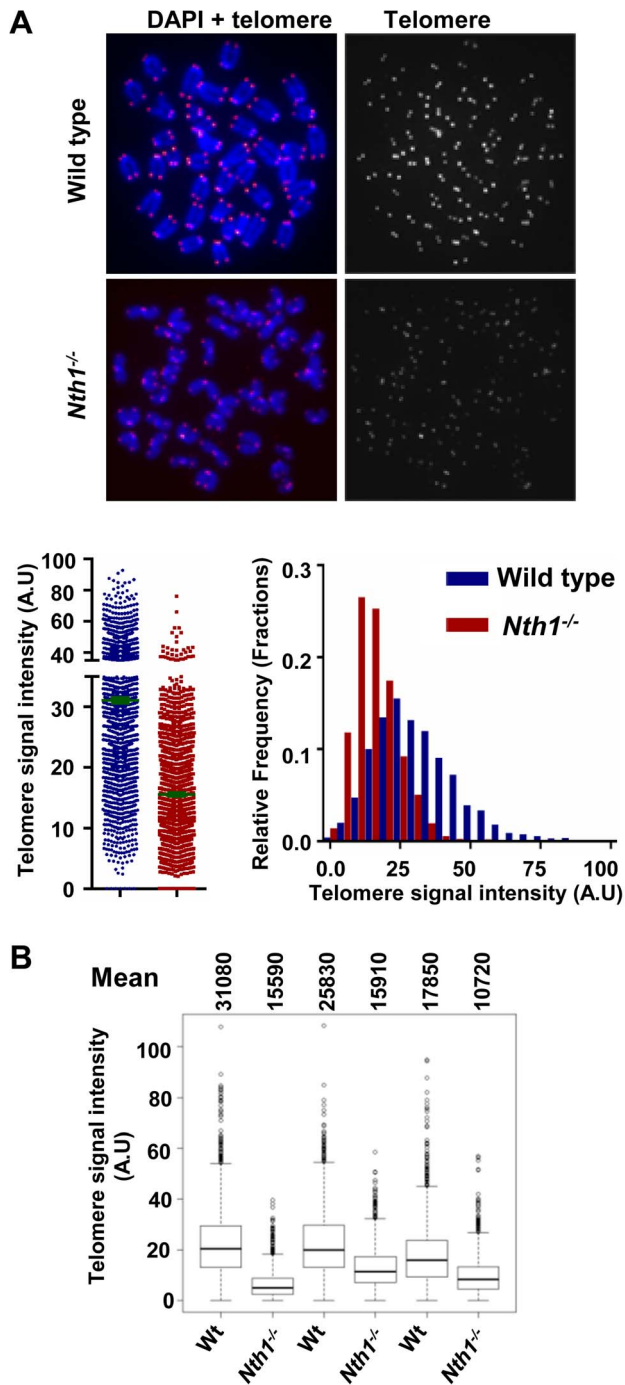 A
DAPI + telomere
Telomere
Wild type
Nth1-/-
Telomere signal intensity (A.U)
100
80
60
40
30
20
10
0
Relative Frequency (Fractions)
0.3
0.2
0.1
0.0
Wild type
Nth1-/-
0.0 25 50 75 100
Telomere signal intensity (A.U)
B
Mean
31080 15590 25830 15910 17850 10720
Telomere signal intensity
(A.U)
100
80
60
40
20
0
Wt Nth1-/- Wt Nth1-/- Wt Nth1-/-